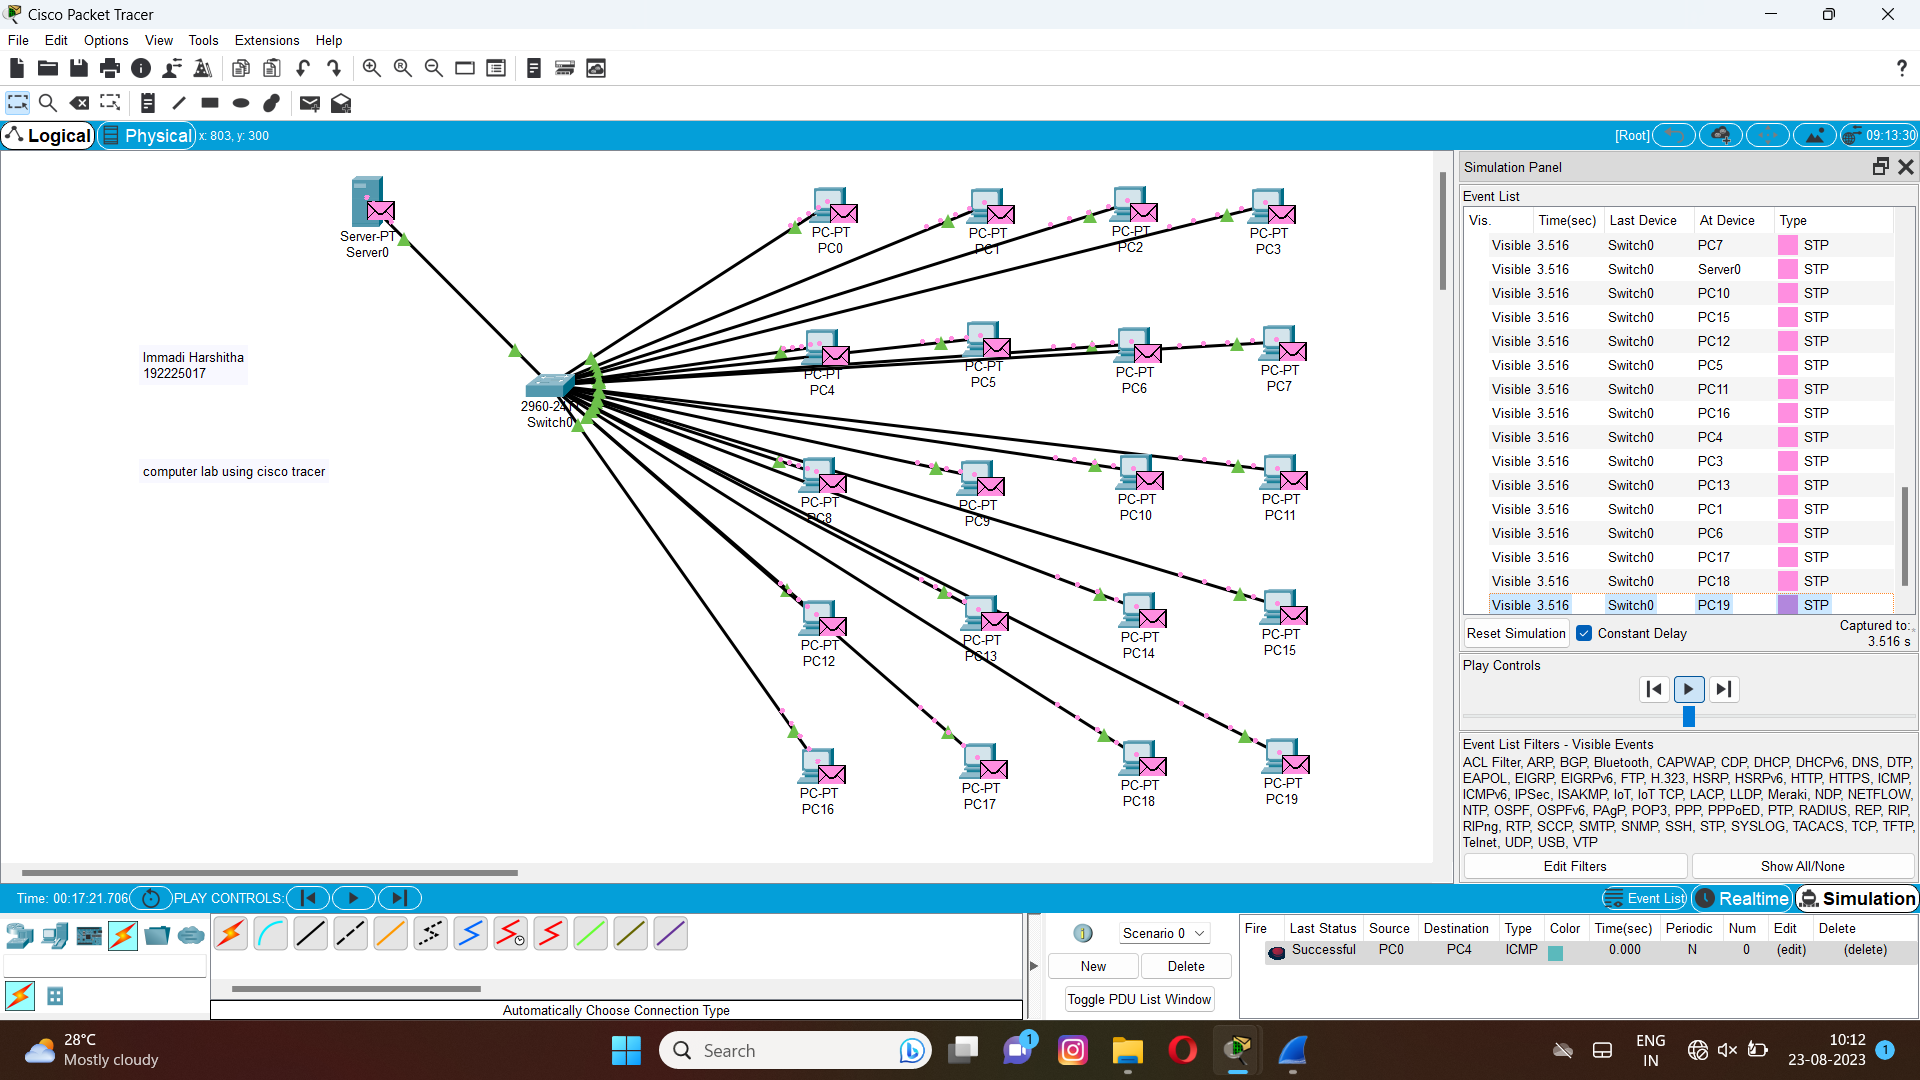 Cisco Packet Tracer
File Edit Options View Tools Extensions Help
?
Logical Physical x: 803, y: 300 [Root] 09:13:30
Server-PT
Server0
PC-PT
PC0
PC-PT
PC1
PC-PT
PC2
PC-PT
PC3
Immadi Harshitha
192225017
PC-PT
PC4
PC-PT
PC5
PC-PT
PC6
PC-PT
PC7
2960-24
Switch0
computer lab using cisco tracer
PC-PT
PC8
PC-PT
PC9
PC-PT
PC10
PC-PT
PC11
PC-PT
PC12
PC-PT
PC13
PC-PT
PC14
PC-PT
PC15
PC-PT
PC16
PC-PT
PC17
PC-PT
PC18
PC-PT
PC19
Simulation Panel
Event List
Vis. Time(sec) Last Device At Device Type
Visible 3.516 Switch0 PC7 STP
Visible 3.516 Switch0 Server0 STP
Visible 3.516 Switch0 PC10 STP
Visible 3.516 Switch0 PC15 STP
Visible 3.516 Switch0 PC12 STP
Visible 3.516 Switch0 PC5 STP
Visible 3.516 Switch0 PC11 STP
Visible 3.516 Switch0 PC16 STP
Visible 3.516 Switch0 PC4 STP
Visible 3.516 Switch0 PC3 STP
Visible 3.516 Switch0 PC13 STP
Visible 3.516 Switch0 PC1 STP
Visible 3.516 Switch0 PC6 STP
Visible 3.516 Switch0 PC17 STP
Visible 3.516 Switch0 PC18 STP
Visible 3.516 Switch0 PC19 STP
Reset Simulation Constant Delay Captured to:
3.516 s
Play Controls
Event List Filters - Visible Events
ACL Filter, ARP, BGP, Bluetooth, CAPWAP, CDP, DHCP, DHCPv6, DNS, DTP,
EAPOL, EIGRP, EIGRPv6, FTP, H.323, HSRP, HSRPv6, HTTP, HTTPS, ICMP,
ICMPv6, IPSec, ISAKMP, IoT, IoT TCP, LACP, LLDP, Meraki, NDP, NETFLOW,
NTP, OSPF, OSPFv6, PAgP, POP3, PPP, PPPoED, PTP, RADIUS, REP, RIP,
RIPng, RTP, SCCP, SMTP, SNMP, SSH, STP, SYSLOG, TACACS, TCP, TFTP,
Telnet, UDP, USB, VTP
Edit Filters Show All/None
Time: 00:17:21.706 PLAY CONTROLS: Event List Realtime Simulation
Automatically Choose Connection Type
1 Scenario 0
New Delete
Toggle PDU List Window
Fire Last Status Source Destination Type Color Time(sec) Periodic Num Edit Delete
Successful PC0 PC4 ICMP 0.000 N 0 (edit) (delete)
28°C
Mostly cloudy
Search
1
ENG
IN
10:12
23-08-2023
1